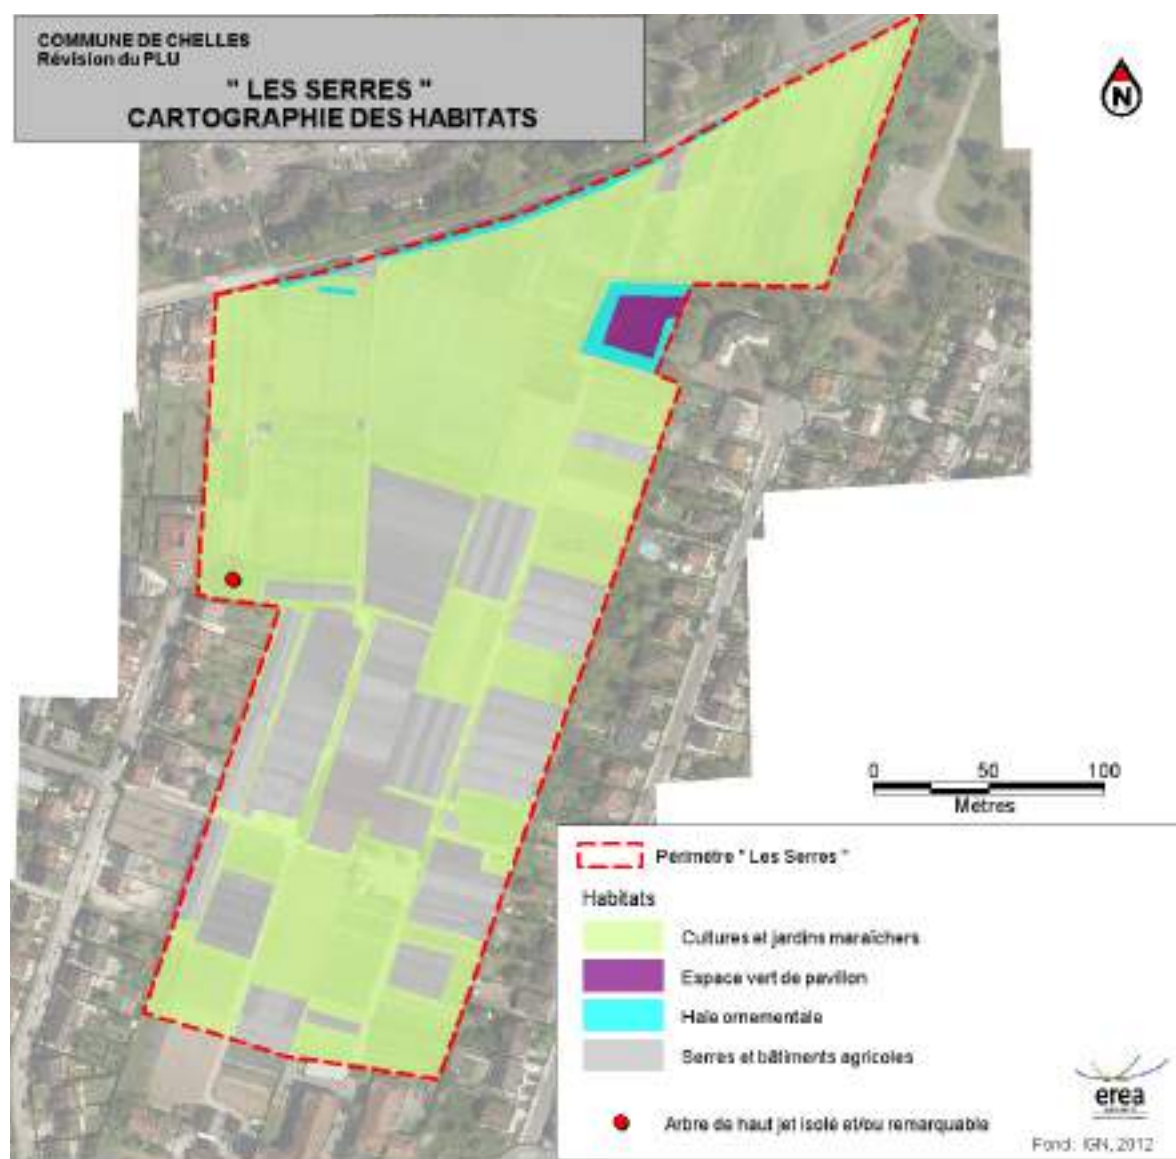 COMMUNE DE CHELLES
Révision du PLU
" LES SERRES "
CARTOGRAPHIE DES HABITATS
N
0 50 100
Mètres
Périmètre " Les Serres "
Habitats
Cultures et jardins maraîchers
Espace vert de pavillon
Haie ornementale
Serres et bâtiments agricoles
Arbre de haut jet isolé et/ou remarquable
erea
Fond : IGN, 2012